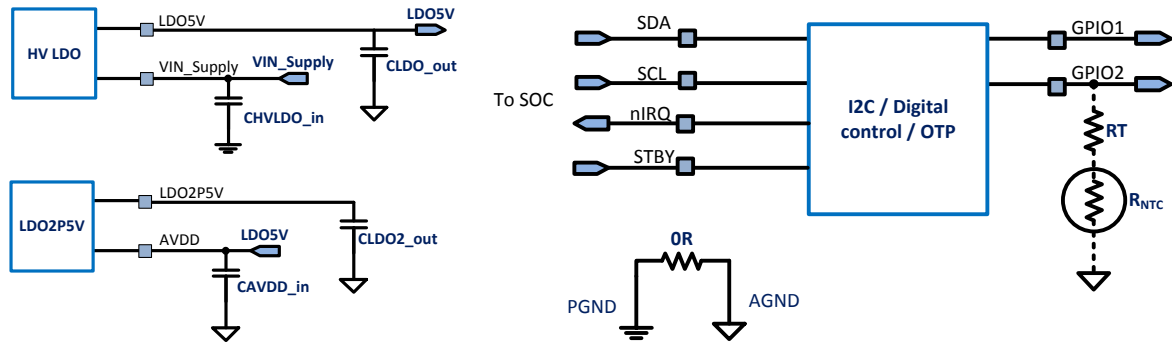 HV LDO
LDO5V
LDO5V
VIN_Supply
VIN_Supply
CLDO_out
CHVLDO_in
LDO2P5V
LDO2P5V
AVDD
LDO5V
CLDO2_out
CAVDD_in
To SOC
SDA
SCL
nIRQ
STBY
I2C / Digital
control / OTP
GPIO1
GPIO2
RT
RNTC
0R
PGND
AGND